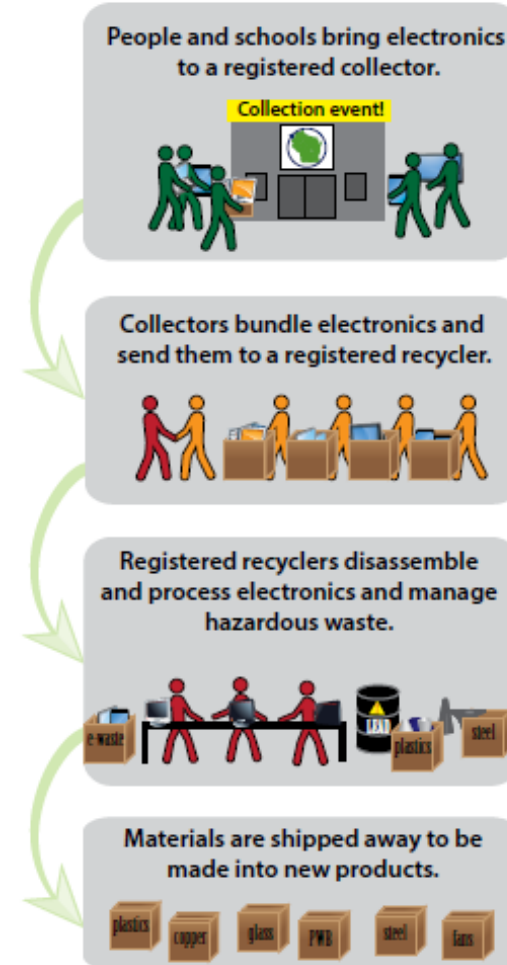 People and schools bring electronics
to a registered collector.
Collection event!
Collectors bundle electronics and
send them to a registered recycler.
Registered recyclers disassemble
and process electronics and manage
hazardous waste.
e-waste
plastics
steel
Materials are shipped away to be
made into new products.
plastics
copper
glass
PWB
steel
fans